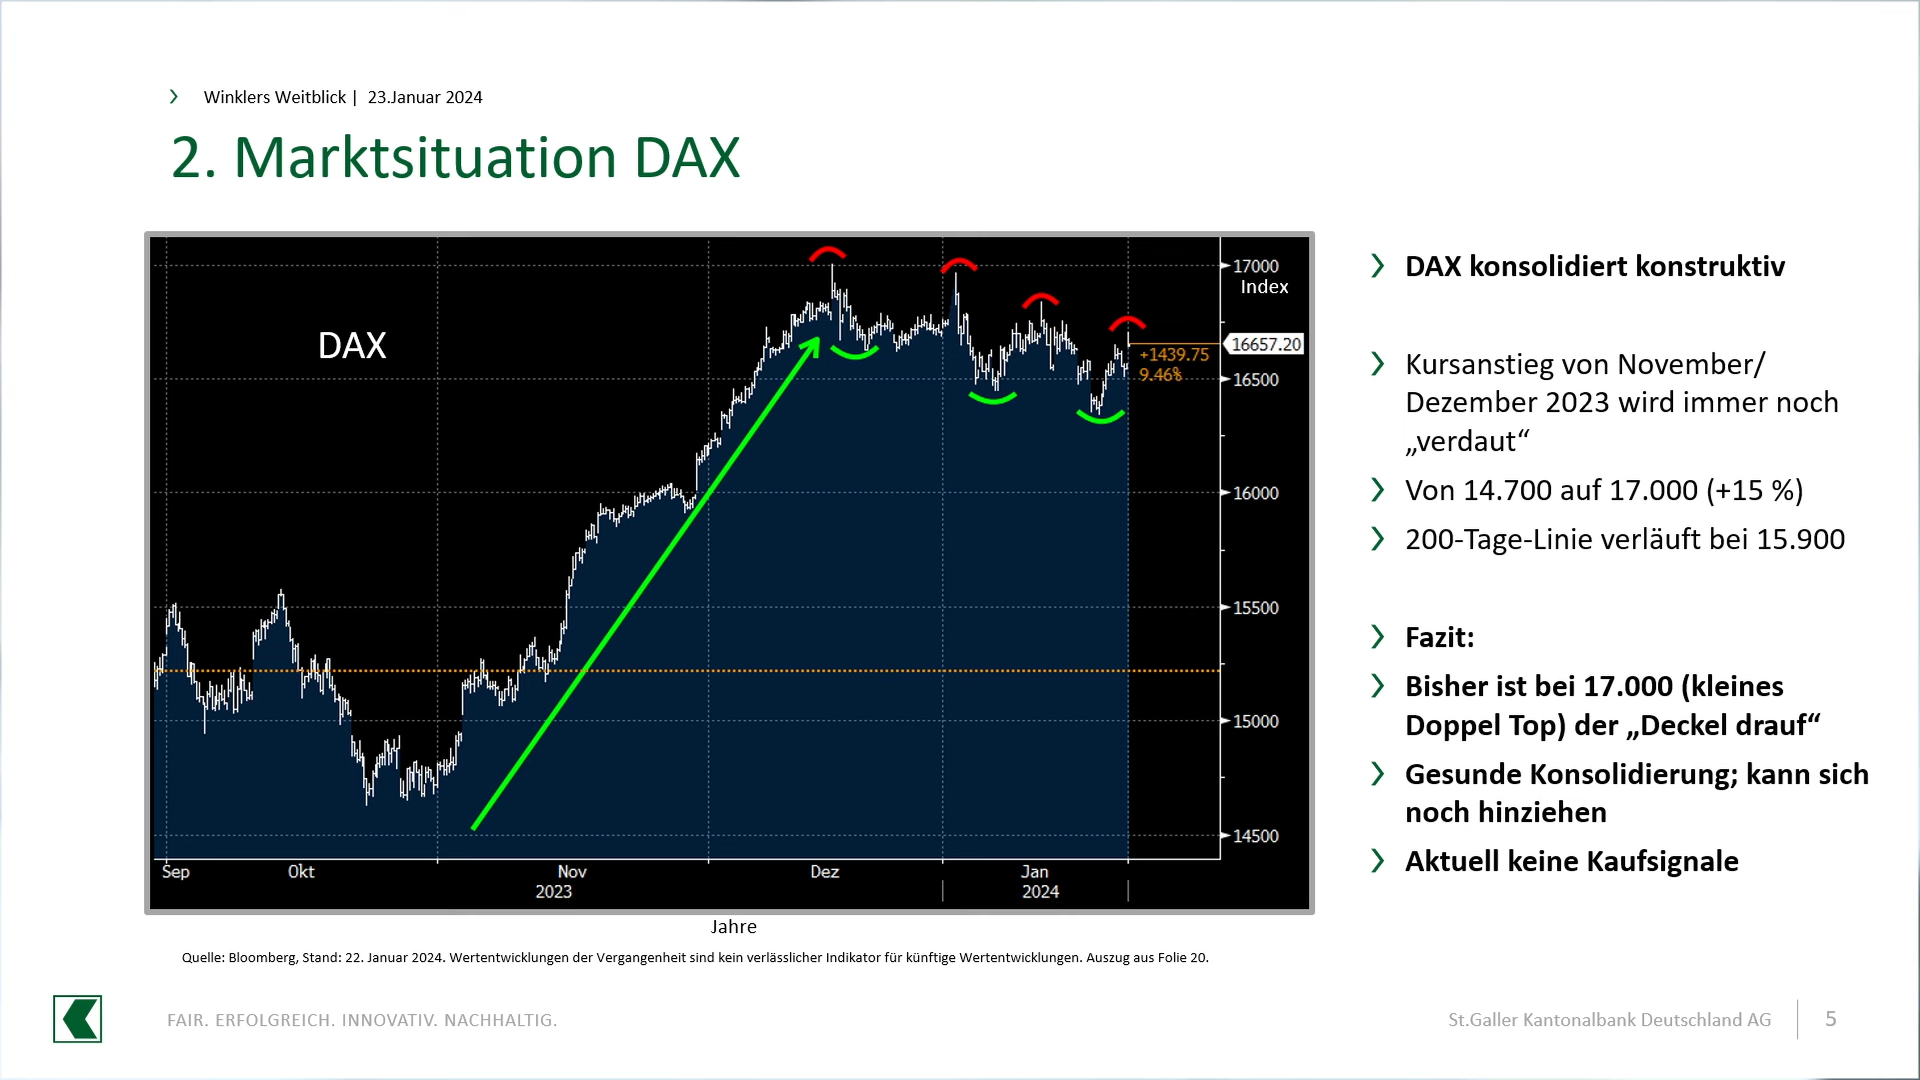 Winklers Weitblick | 23.Januar 2024
2. Marktsituation DAX
DAX
17000
Index
16657.20
+1439.75
9.46%
16500
16000
15500
15000
14500
Sep
Okt
Nov
Dez
Jan
2023
2024
Jahre
Quelle: Bloomberg, Stand: 22. Januar 2024. Wertentwicklungen der Vergangenheit sind kein verlässlicher Indikator für künftige Wertentwicklungen. Auszug aus Folie 20.
DAX konsolidiert konstruktiv
Kursanstieg von November/
Dezember 2023 wird immer noch
„verdaut“
Von 14.700 auf 17.000 (+15 %)
200-Tage-Linie verläuft bei 15.900
Fazit:
Bisher ist bei 17.000 (kleines
Doppel Top) der „Deckel drauf“
Gesunde Konsolidierung; kann sich
noch hinziehen
Aktuell keine Kaufsignale
FAIR. ERFOLGREICH. INNOVATIV. NACHHALTIG.
St.Galler Kantonalbank Deutschland AG
5